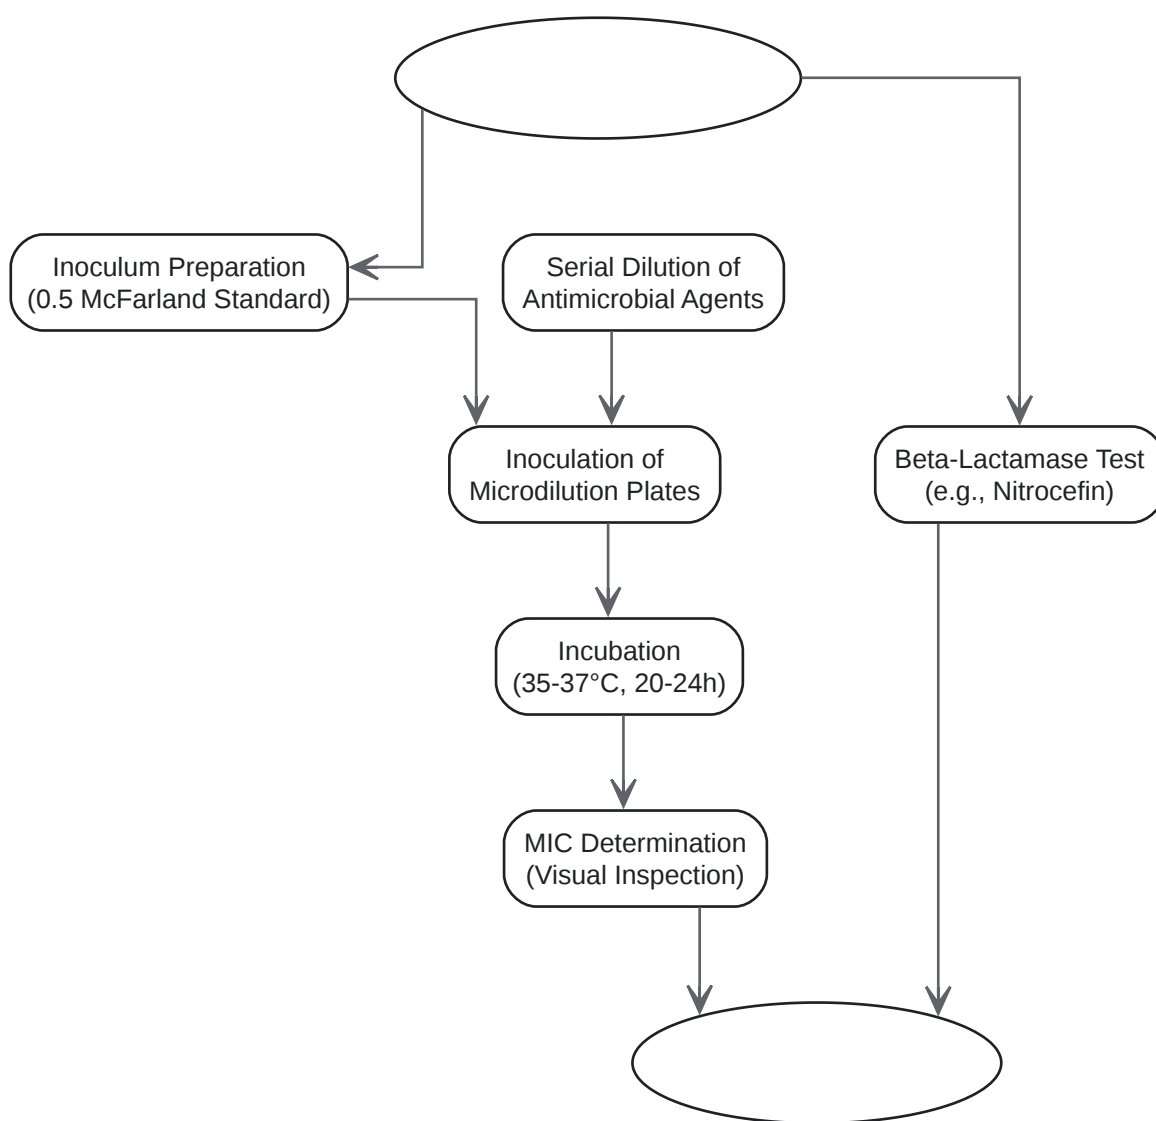 Inoculum Preparation
(0.5 McFarland Standard)
Serial Dilution of
Antimicrobial Agents
Inoculation of
Microdilution Plates
Beta-Lactamase Test
(e.g., Nitrocefin)
Incubation
(35-37°C, 20-24h)
MIC Determination
(Visual Inspection)